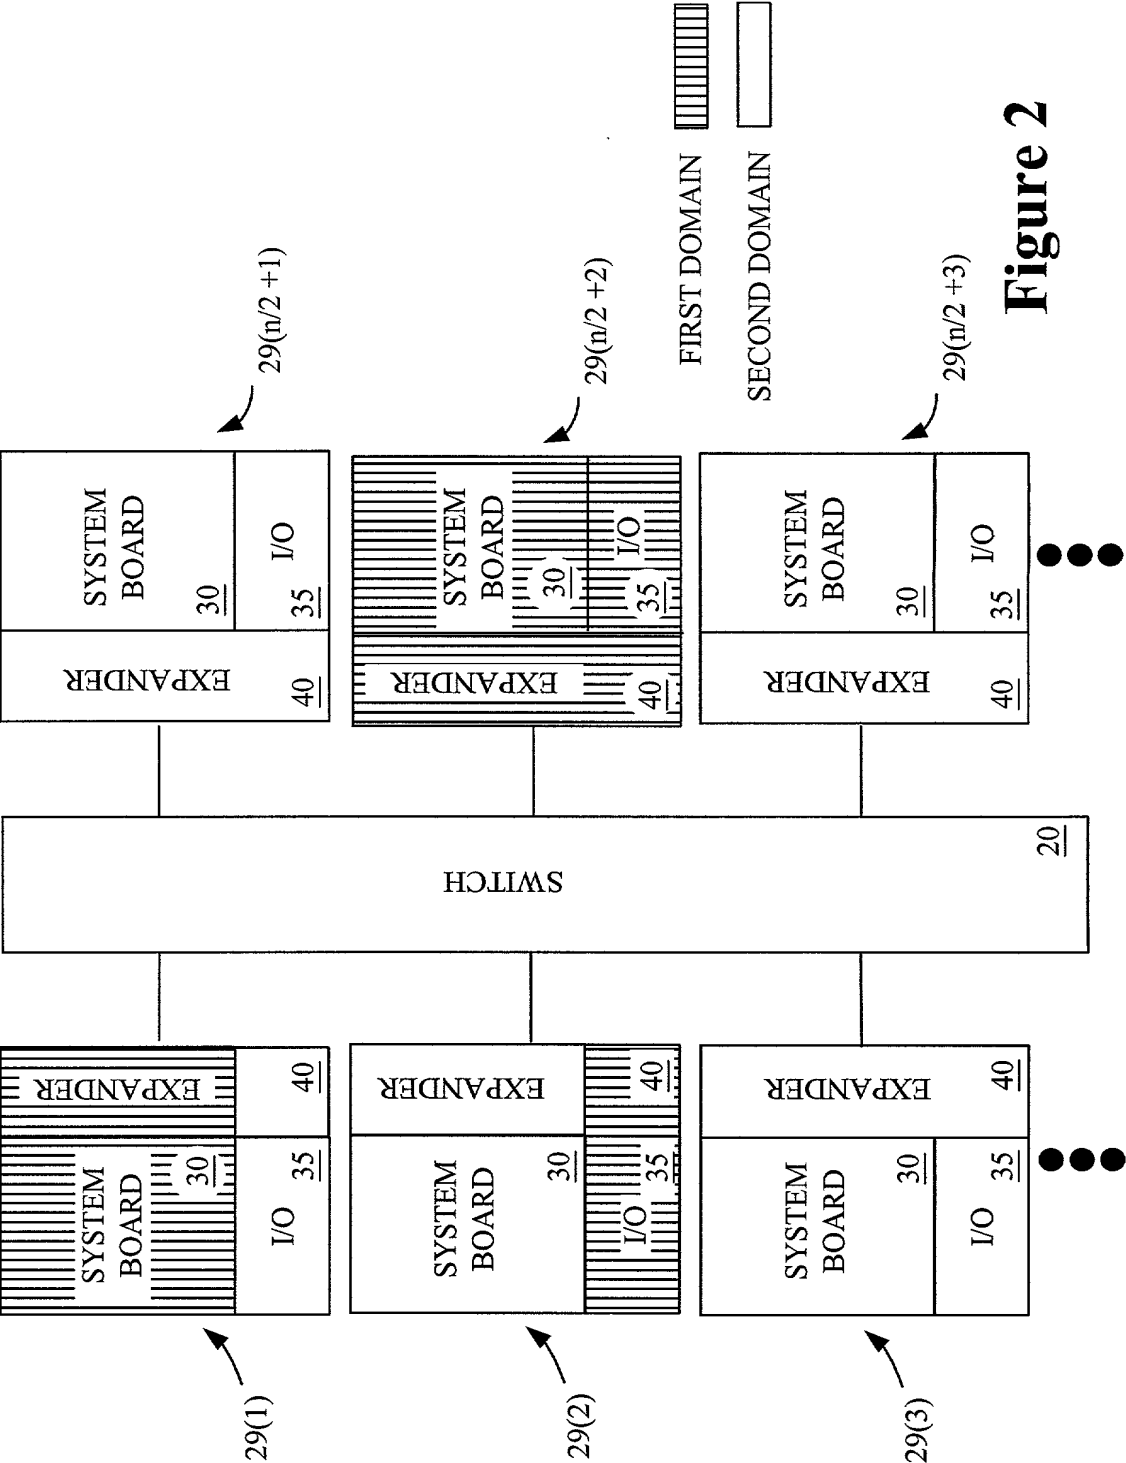 29(1)
SYSTEM
BOARD
30
I/O
35
EXPANDER
40
29(2)
SYSTEM
BOARD
30
I/O
35
EXPANDER
40
29(3)
SYSTEM
BOARD
30
I/O
35
EXPANDER
40
SWITCH
20
EXPANDER
40
SYSTEM
BOARD
30
I/O
35
29(n/2 +1)
EXPANDER
40
SYSTEM
BOARD
30
I/O
35
29(n/2 +2)
EXPANDER
40
SYSTEM
BOARD
30
I/O
35
29(n/2 +3)
FIRST DOMAIN
SECOND DOMAIN
Figure 2